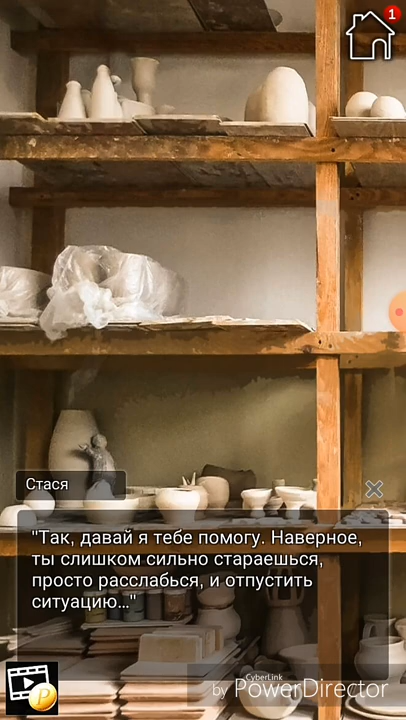 1
Стася
"Так, давай я тебе помогу. Наверное,
ты слишком сильно стараешься,
просто расслабься, и отпустить
ситуацию..."
CyberLink
by PowerDirector
P